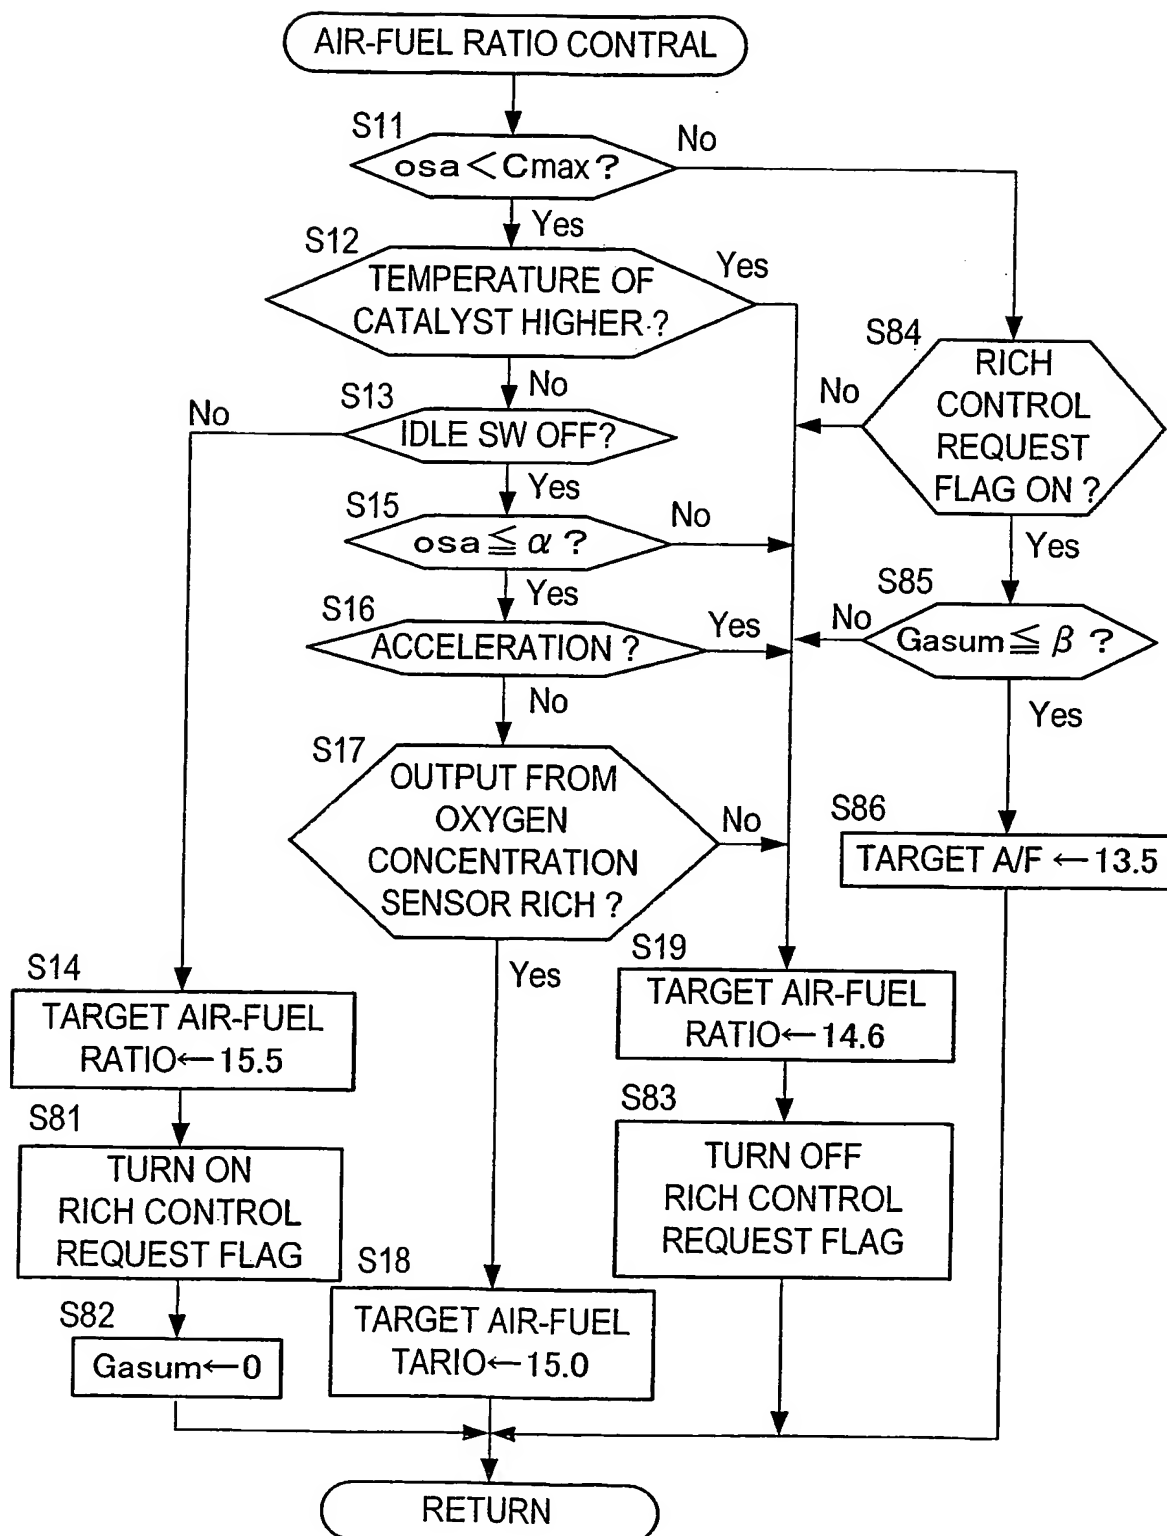 AIR-FUEL RATIO CONTRAL
S11
osa<Cmax?
No
Yes
S12
TEMPERATURE OF
CATALYST HIGHER ?
Yes
No
S84
RICH
CONTROL
REQUEST
FLAG ON ?
No
Yes
S13
IDLE SW OFF?
No
Yes
S15
osa≦α?
No
Yes
S85
Gasum≦β?
No
Yes
S16
ACCELERATION ?
Yes
No
S17
OUTPUT FROM
OXYGEN
CONCENTRATION
SENSOR RICH ?
No
Yes
S86
TARGET A/F ←13.5
S14
TARGET AIR-FUEL
RATIO←15.5
S19
TARGET AIR-FUEL
RATIO←14.6
S81
TURN ON
RICH CONTROL
REQUEST FLAG
S83
TURN OFF
RICH CONTROL
REQUEST FLAG
S82
Gasum←0
S18
TARGET AIR-FUEL
TARIO←15.0
RETURN